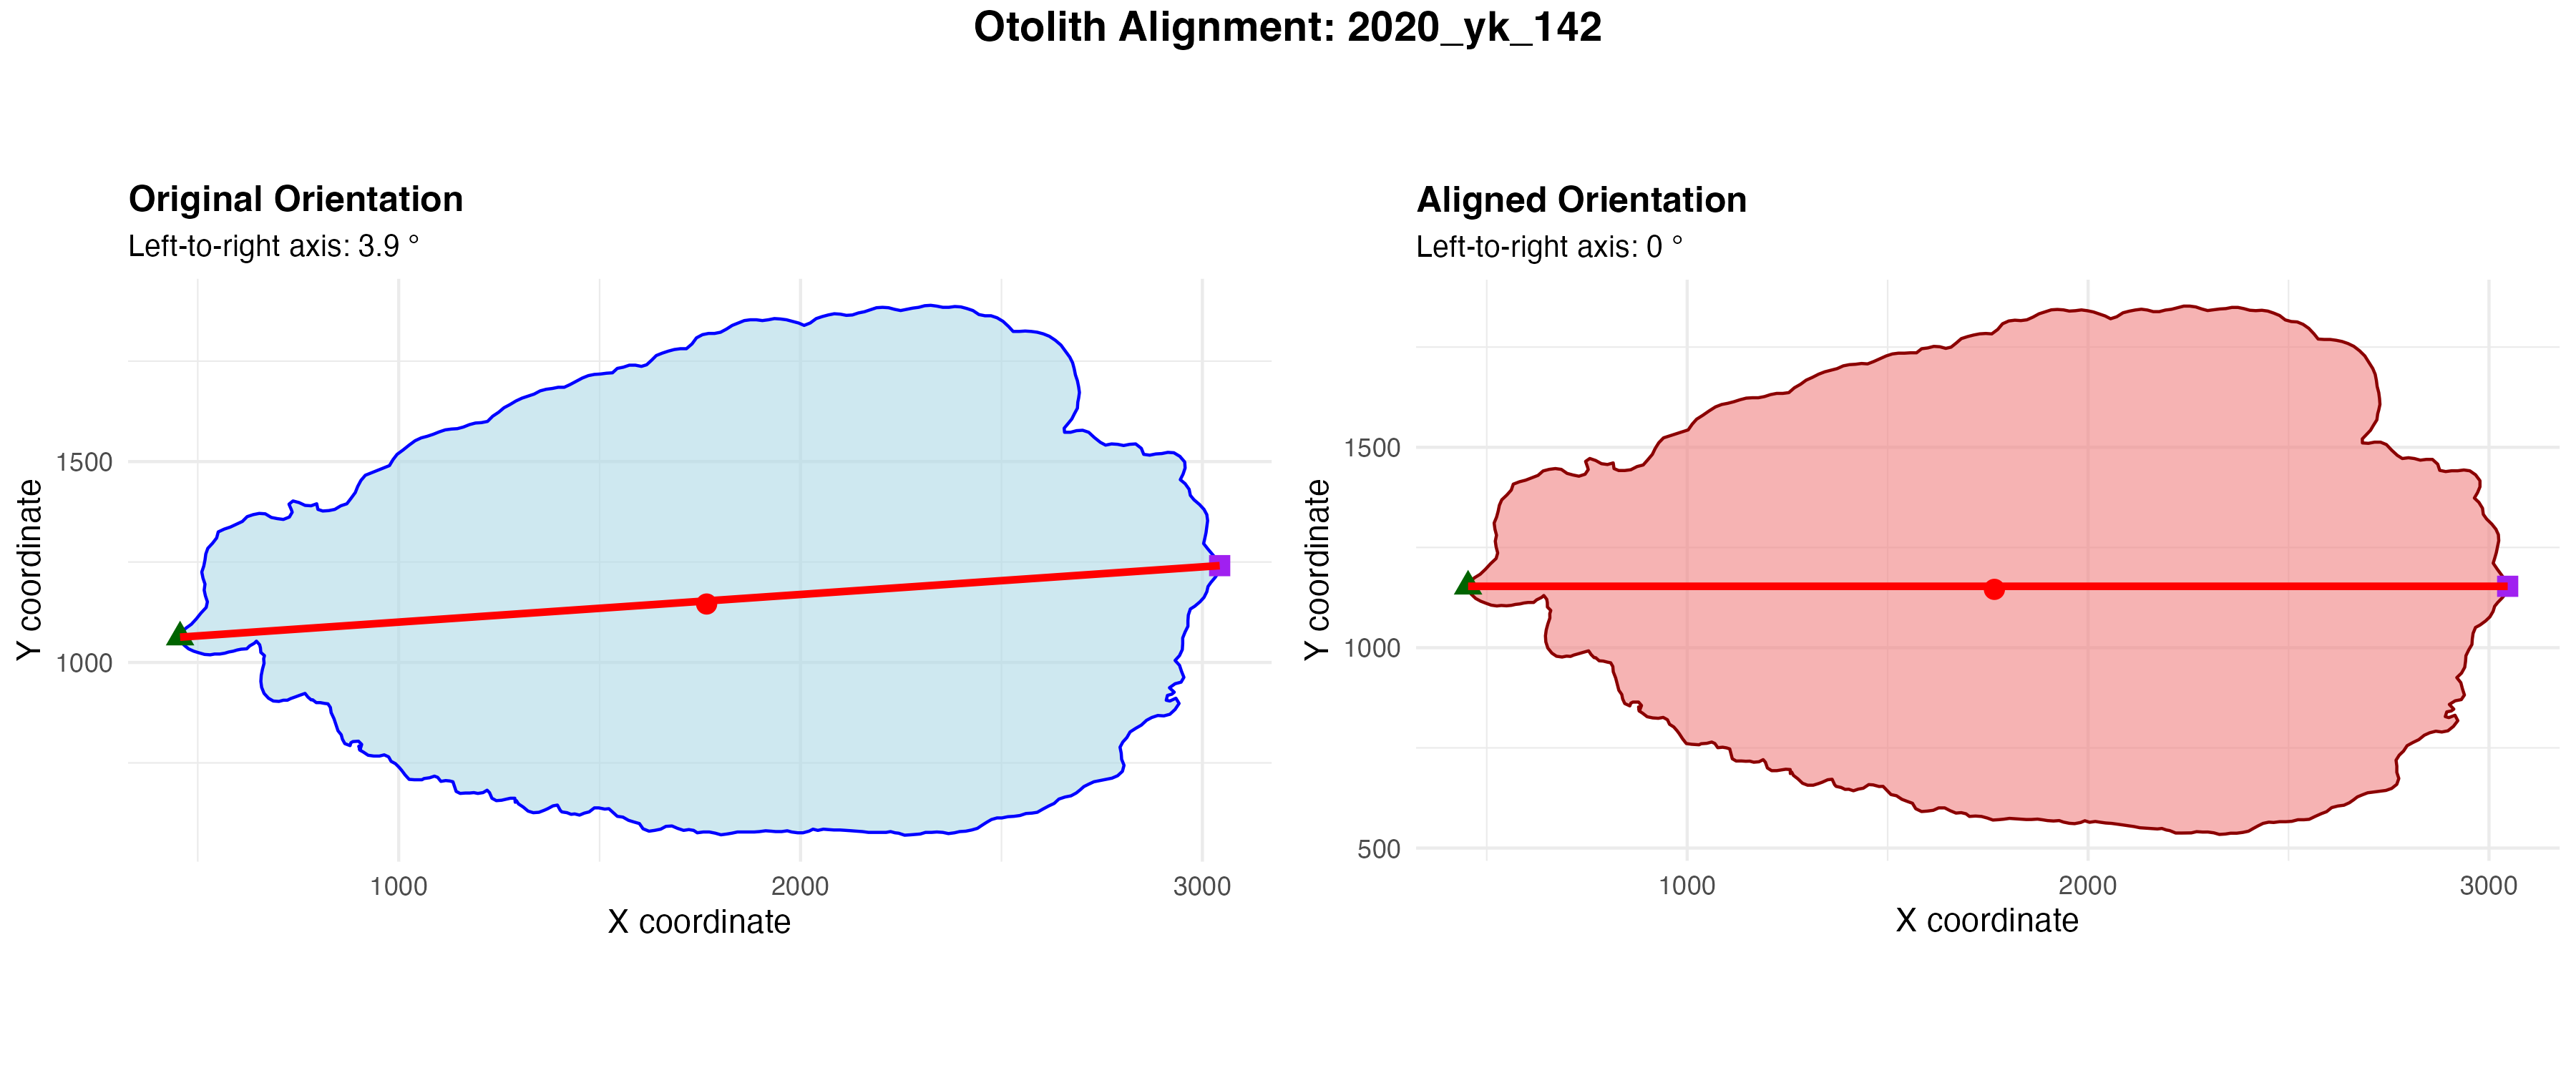 Otolith Alignment: 2020_yk_142
Original Orientation
Left-to-right axis: 3.9 °
Y coordinate
1500
1000
1000
2000
3000
X coordinate
Aligned Orientation
Left-to-right axis: 0 °
Y coordinate
1500
1000
500
1000
2000
3000
X coordinate